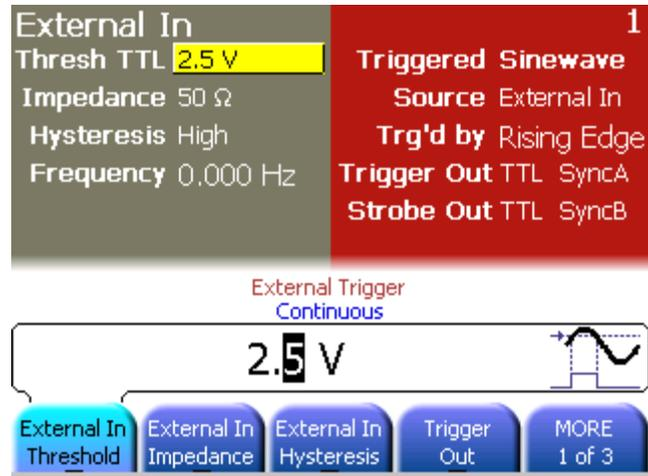 External In
Thresh TTL 2.5 V
Impedance 50 Ω
Hysteresis High
Frequency 0.000 Hz
1
Triggered Sinewave
Source External In
Trg'd by Rising Edge
Trigger Out TTL SyncA
Strobe Out TTL SyncB
External Trigger
Continuous
2.5 V
External In Threshold
External In Impedance
External In Hysteresis
Trigger Out
MORE 1 of 3